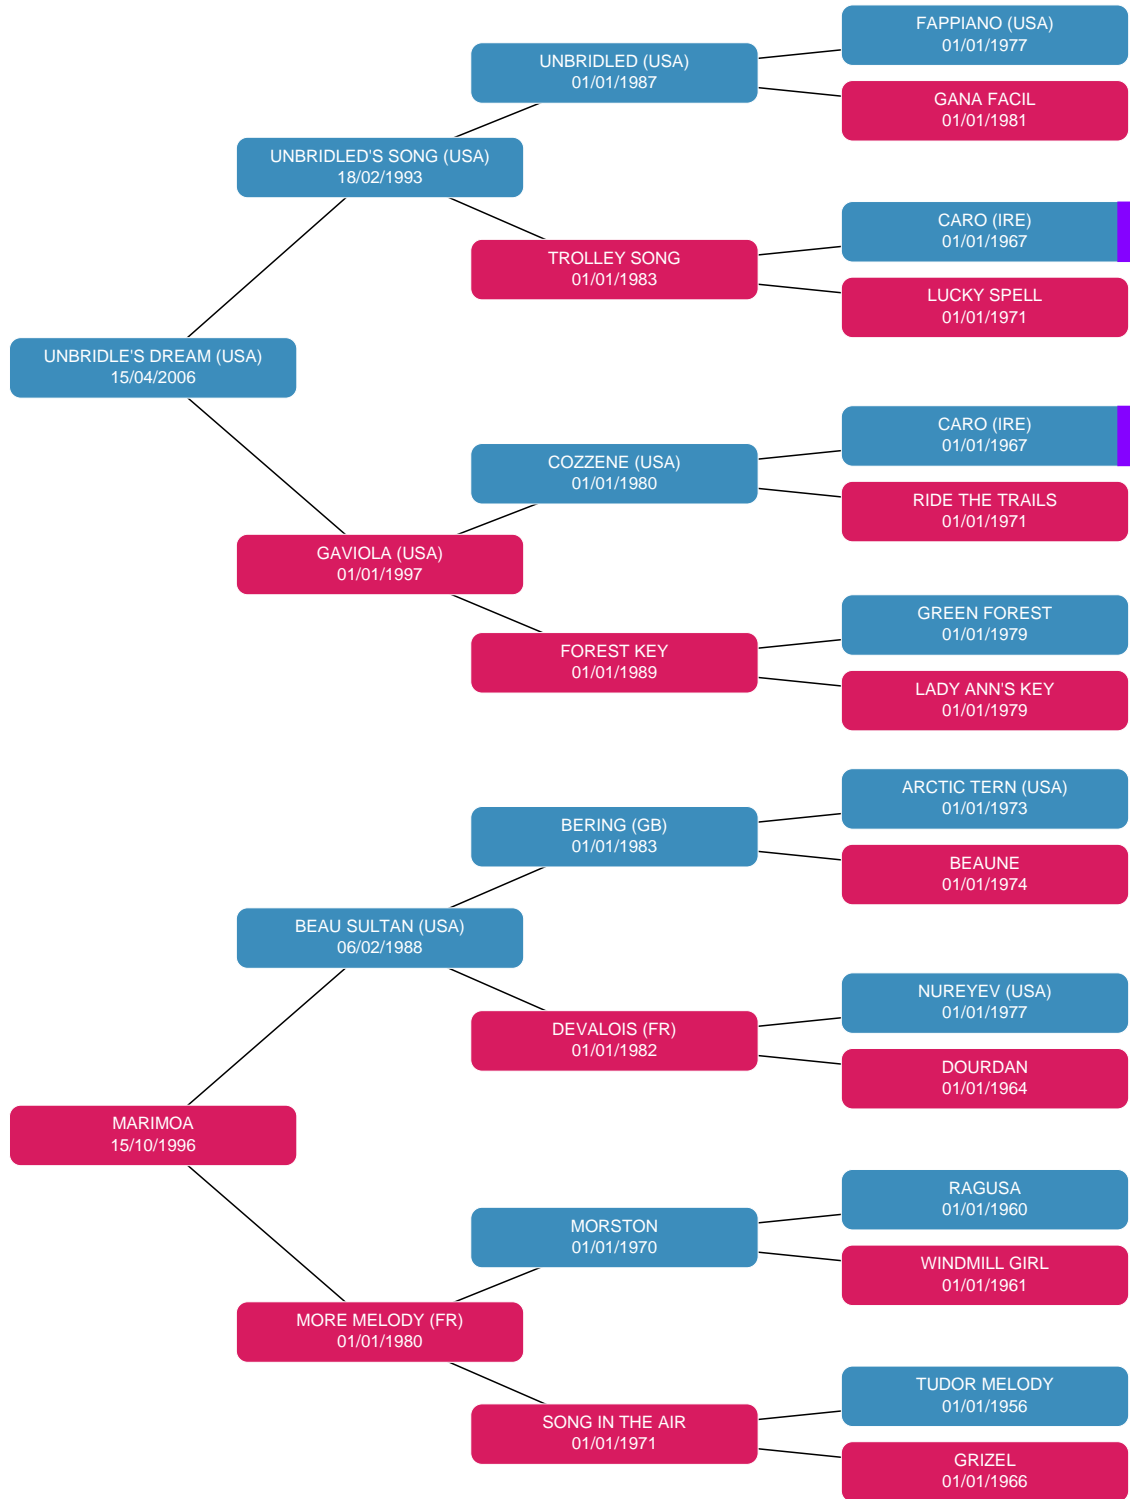 FAPPIANO (USA)
01/01/1977
UNBRIDLED (USA)
01/01/1987
GANA FACIL
01/01/1981
UNBRIDLED'S SONG (USA)
18/02/1993
CARO (IRE)
01/01/1967
TROLLEY SONG
01/01/1983
LUCKY SPELL
01/01/1971
UNBRIDLE'S DREAM (USA)
15/04/2006
CARO (IRE)
01/01/1967
COZZENE (USA)
01/01/1980
RIDE THE TRAILS
01/01/1971
GAVIOLA (USA)
01/01/1997
GREEN FOREST
01/01/1979
FOREST KEY
01/01/1989
LADY ANN'S KEY
01/01/1979
ARCTIC TERN (USA)
01/01/1973
BERING (GB)
01/01/1983
BEAUNE
01/01/1974
BEAU SULTAN (USA)
06/02/1988
NUREYEV (USA)
01/01/1977
DEVALOIS (FR)
01/01/1982
DOURDAN
01/01/1964
MARIMOA
15/10/1996
RAGUSA
01/01/1960
MORSTON
01/01/1970
WINDMILL GIRL
01/01/1961
MORE MELODY (FR)
01/01/1980
TUDOR MELODY
01/01/1956
SONG IN THE AIR
01/01/1971
GRIZEL
01/01/1966